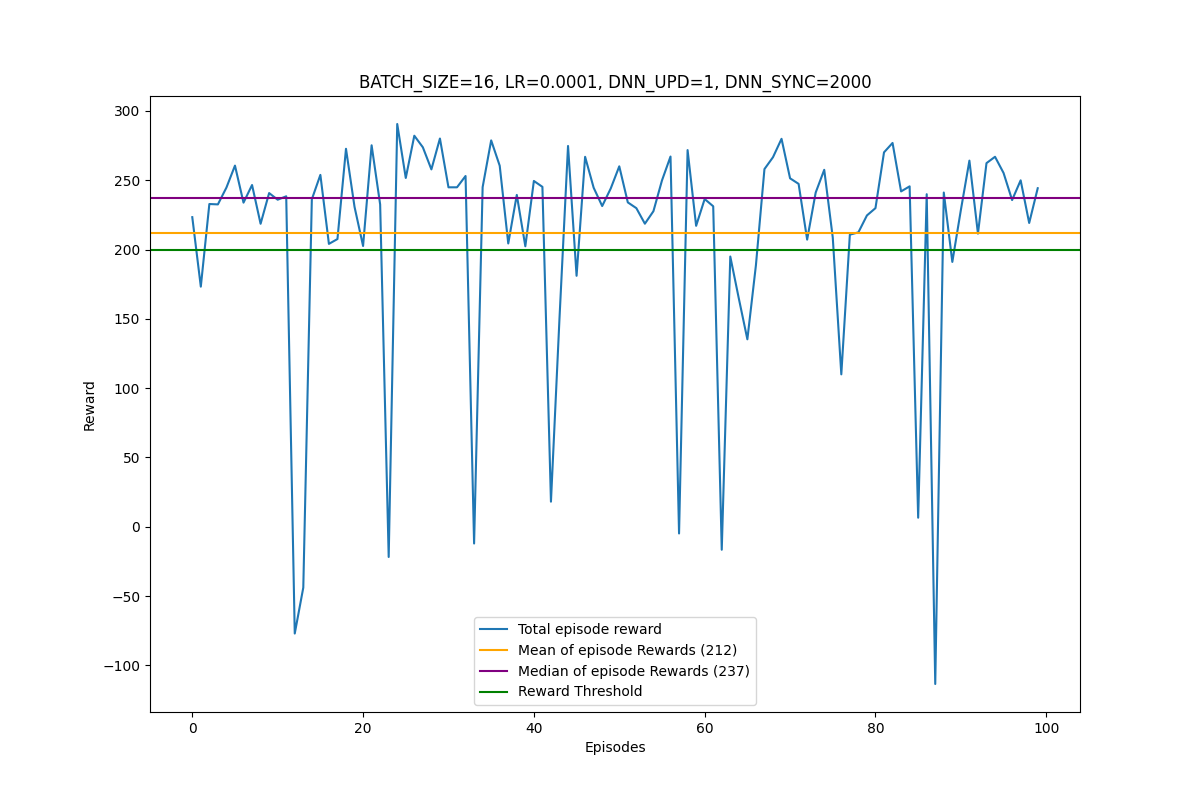 BATCH_SIZE=16, LR=0.0001, DNN_UPD=1, DNN_SYNC=2000
300
250
200
150
100
50
0
−50
−100
Reward
Total episode reward
Mean of episode Rewards (212)
Median of episode Rewards (237)
Reward Threshold
0 20 40 60 80 100
Episodes